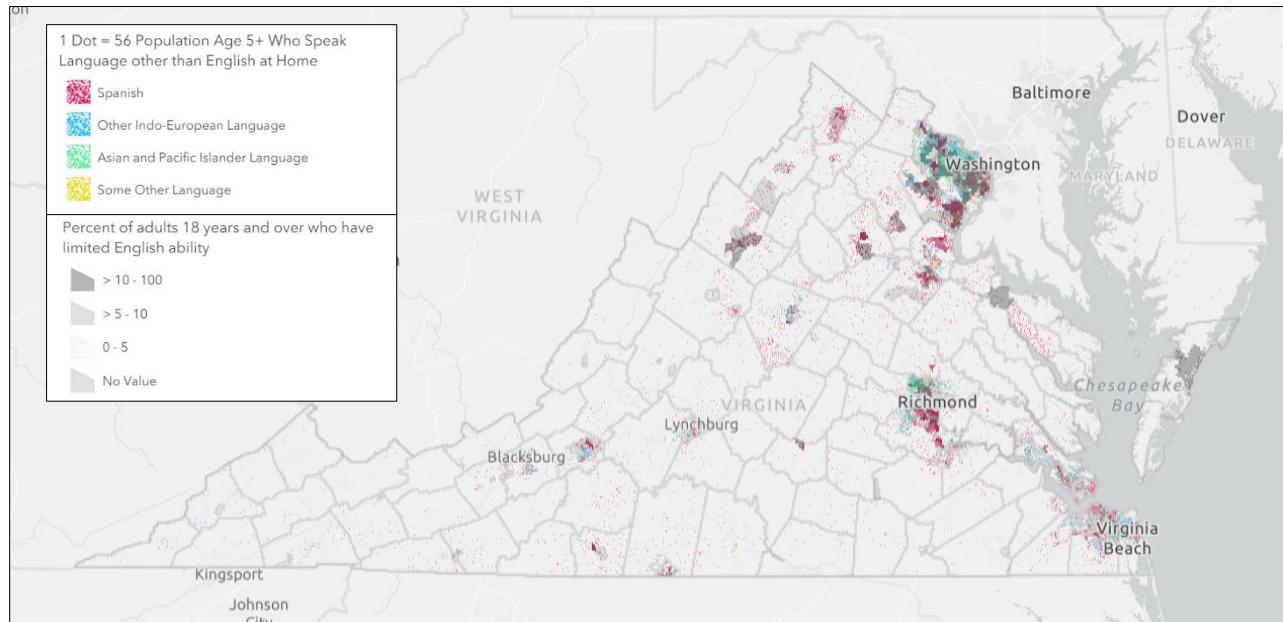 on
1 Dot = 56 Population Age 5+ Who Speak
Language other than English at Home
Spanish
Other Indo-European Language
Asian and Pacific Islander Language
Some Other Language
Percent of adults 18 years and over who have
limited English ability
> 10 - 100
> 5 - 10
0 - 5
No Value
Baltimore
Dover
DELAWARE
Washington
MARYLAND
WEST
VIRGINIA
Chesapeake
Bay
VIRGINIA
Richmond
Lynchburg
Blacksburg
Virginia
Beach
Kingsport
Johnson
City